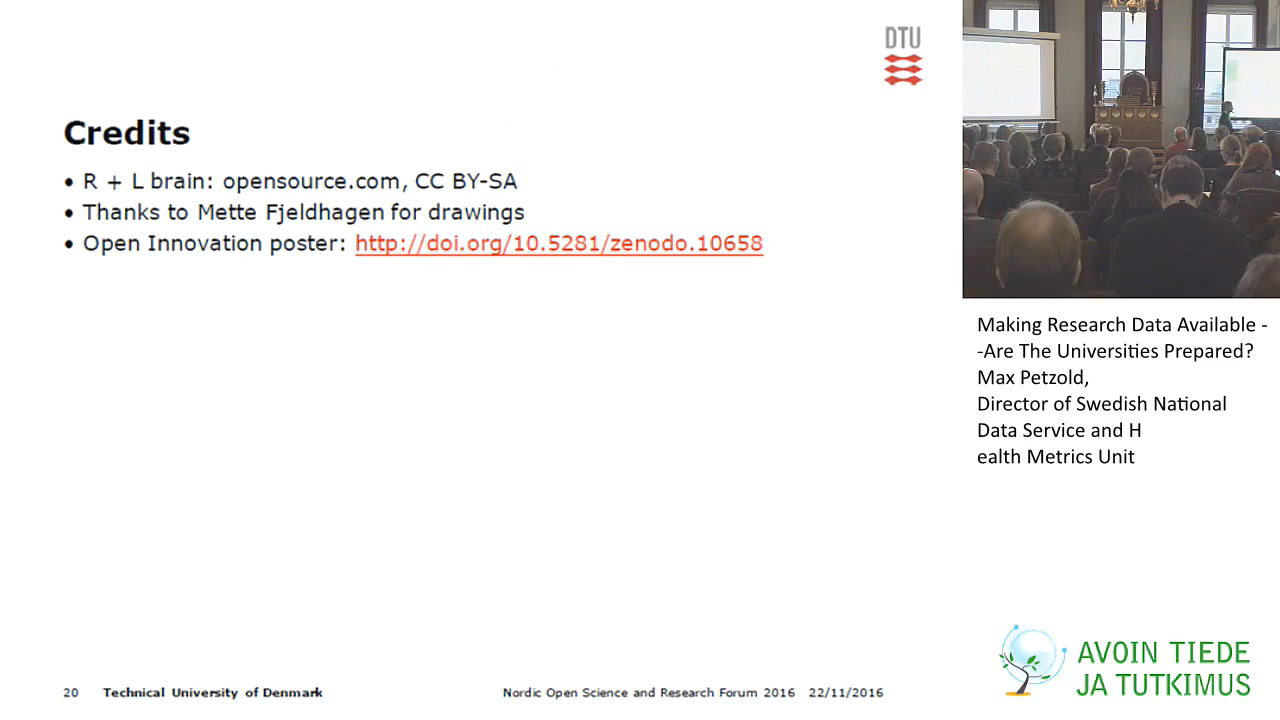 DTU
Credits
• R + L brain: opensource.com, CC BY-SA
• Thanks to Mette Fjeldhagen for drawings
• Open Innovation poster: http://doi.org/10.5281/zenodo.10658
20 Technical University of Denmark Nordic Open Science and Research Forum 2016 22/11/2016
Making Research Data Available -
-Are The Universities Prepared?
Max Petzold,
Director of Swedish National
Data Service and H
ealth Metrics Unit
AVOIN TIEDE
JA TUTKIMUS